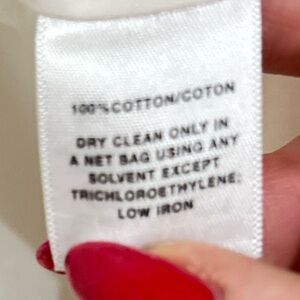 100%COTTON/COTON
DRY CLEAN ONLY IN
A NET BAG USING ANY
SOLVENT EXCEPT
TRICHLOROETHYLENE;
LOW IRON